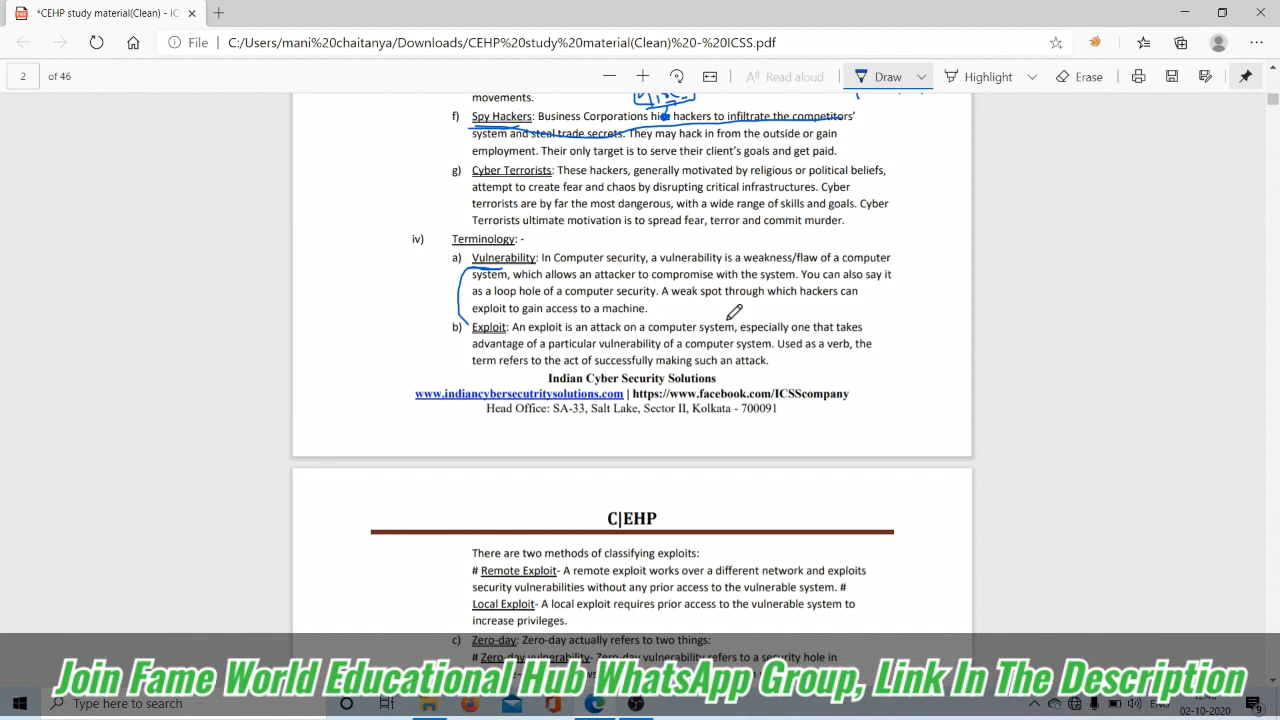 *CEHP study material(Clean) - IC
File
C:/Users/mani%20chaitanya/Downloads/CEHP%20study%20material(Clean)%20-%20ICSS.pdf
2 of 46
Read aloud
Draw
Highlight
Erase
movements.
f) Spy Hackers: Business Corporations hire hackers to infiltrate the competitors'
system and steal trade secrets. They may hack in from the outside or gain
employment. Their only target is to serve their client's goals and get paid.
g) Cyber Terrorists: These hackers, generally motivated by religious or political beliefs,
attempt to create fear and chaos by disrupting critical infrastructures. Cyber
terrorists are by far the most dangerous, with a wide range of skills and goals. Cyber
Terrorists ultimate motivation is to spread fear, terror and commit murder.
iv) Terminology: -
a) Vulnerability: In Computer security, a vulnerability is a weakness/flaw of a computer
system, which allows an attacker to compromise with the system. You can also say it
as a loop hole of a computer security. A weak spot through which hackers can
exploit to gain access to a machine.
b) Exploit: An exploit is an attack on a computer system, especially one that takes
advantage of a particular vulnerability of a computer system. Used as a verb, the
term refers to the act of successfully making such an attack.
Indian Cyber Security Solutions
www.indiancybersecutritysolutions.com | https://www.facebook.com/ICSScompany
Head Office: SA-33, Salt Lake, Sector II, Kolkata - 700091
C|EHP
There are two methods of classifying exploits:
# Remote Exploit- A remote exploit works over a different network and exploits
security vulnerabilities without any prior access to the vulnerable system. #
Local Exploit- A local exploit requires prior access to the vulnerable system to
increase privileges.
c) Zero-day: Zero-day actually refers to two things:
# Zero-day vulnerability- Zero-day vulnerability refers to a security hole in
Join Fame World Educational Hub WhatsApp Group, Link In The Description
Type here to search
ENG
02-10-2020